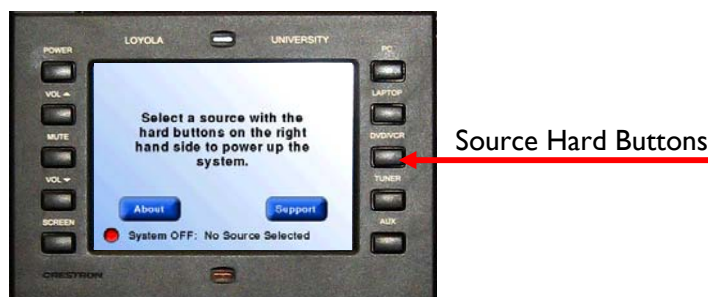 LOYOLA UNIVERSITY
POWER
VOL
MUTE
VOL
SCREEN
Select a source with the
hard buttons on the right
hand side to power up the
system.
About Support
System OFF: No Source Selected
PC
LAPTOP
DVD/VCR
TUNER
AUX
CRESTRON
Source Hard Buttons